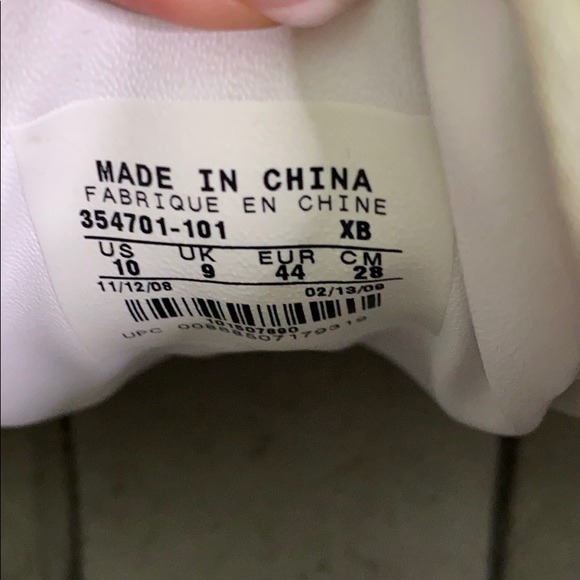 MADE IN CHINA
FABRIQUE EN CHINE
354701-101 XB
US UK EUR CM
10 9 44 28
11/12/08 02/13/09
UPC